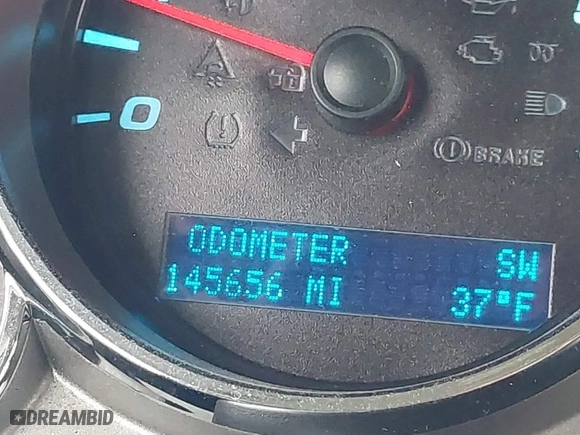 0
BRAKE
ODOMETER SW
145656 MI 37°F
DREAMBID